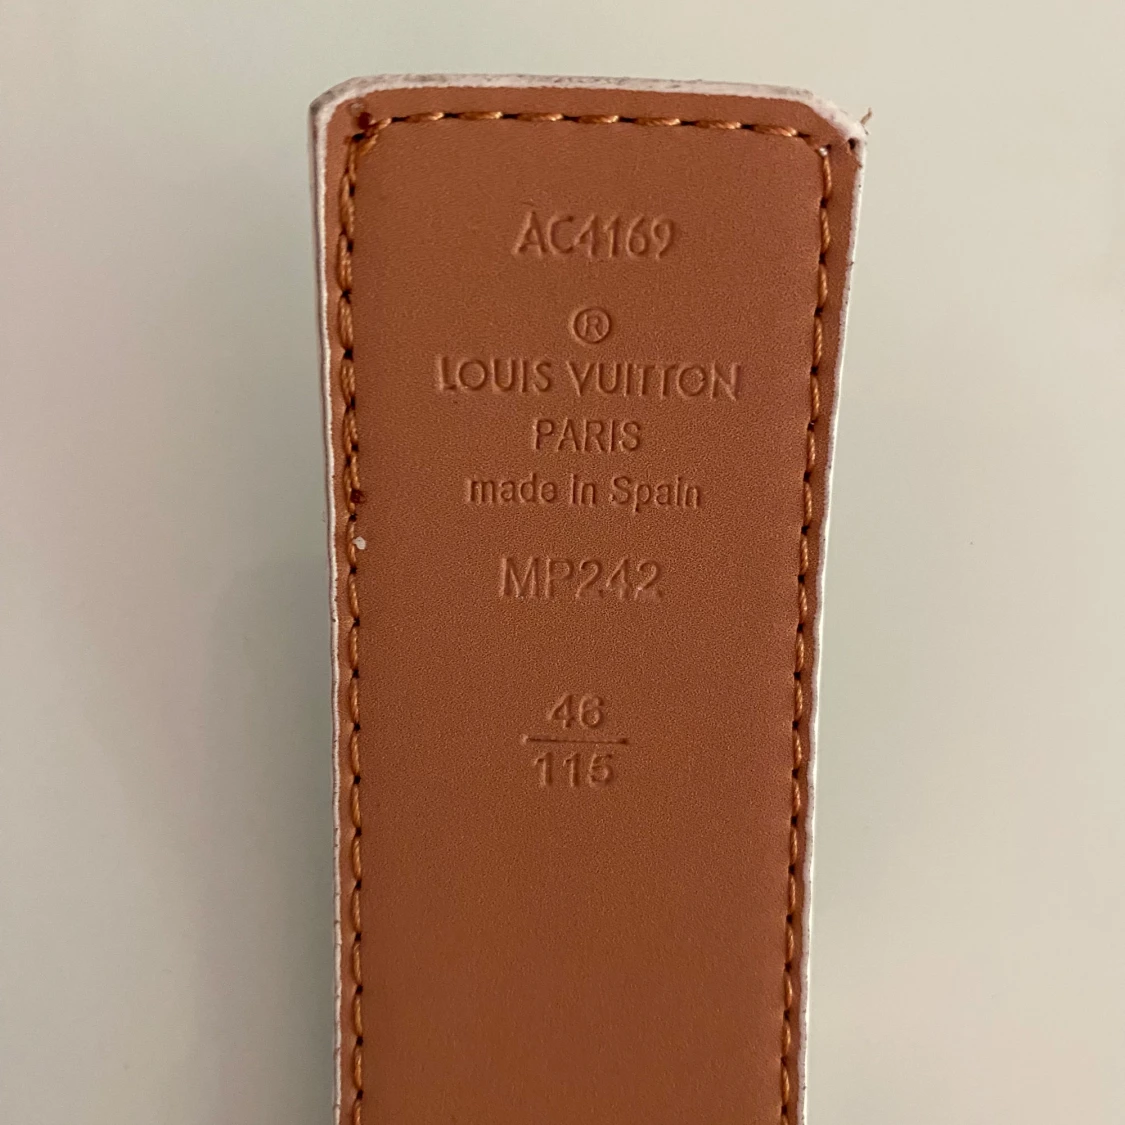 AC4169
®
LOUIS VUITTON
PARIS
made in Spain
MP242
46
115